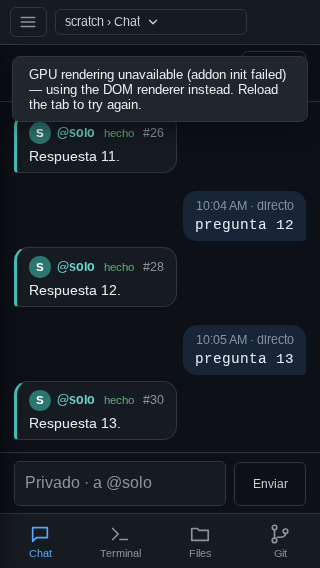 scratch › Chat
GPU rendering unavailable (addon init failed)
— using the DOM renderer instead. Reload
the tab to try again.
S @solo hecho #26
Respuesta 11.
10:04 AM · directo
pregunta 12
S @solo hecho #28
Respuesta 12.
10:05 AM · directo
pregunta 13
S @solo hecho #30
Respuesta 13.
Privado · a @solo
Enviar
Chat Terminal Files Git